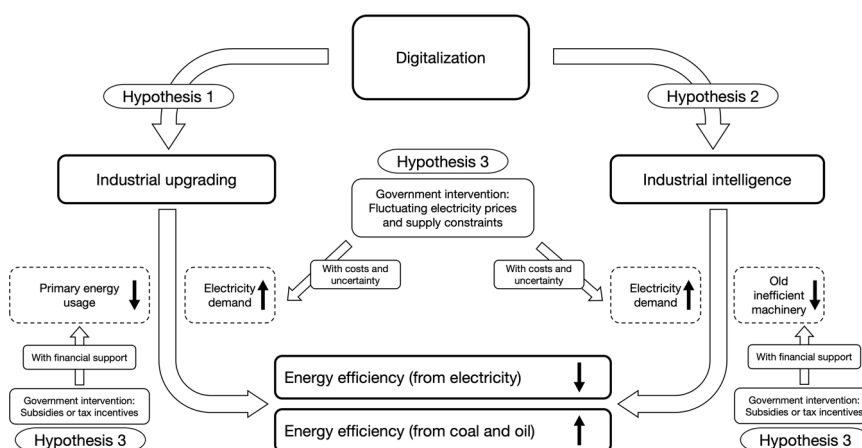 Digitalization
Hypothesis 1
Hypothesis 2
Industrial upgrading
Hypothesis 3
Government intervention:
Fluctuating electricity prices
and supply constraints
Industrial intelligence
With costs and
uncertainty
With costs and
uncertainty
Primary energy
usage
Electricity
demand
Electricity
demand
Old
inefficient
machinery
With financial support
Government intervention:
Subsidies or tax incentives
Hypothesis 3
Energy efficiency (from electricity)
Energy efficiency (from coal and oil)
With financial support
Government intervention:
Subsidies or tax incentives
Hypothesis 3